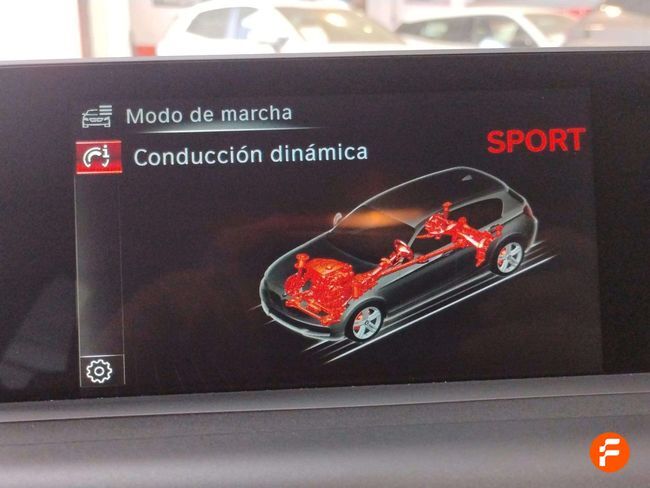 Modo de marcha
SPORT
Conducción dinámica